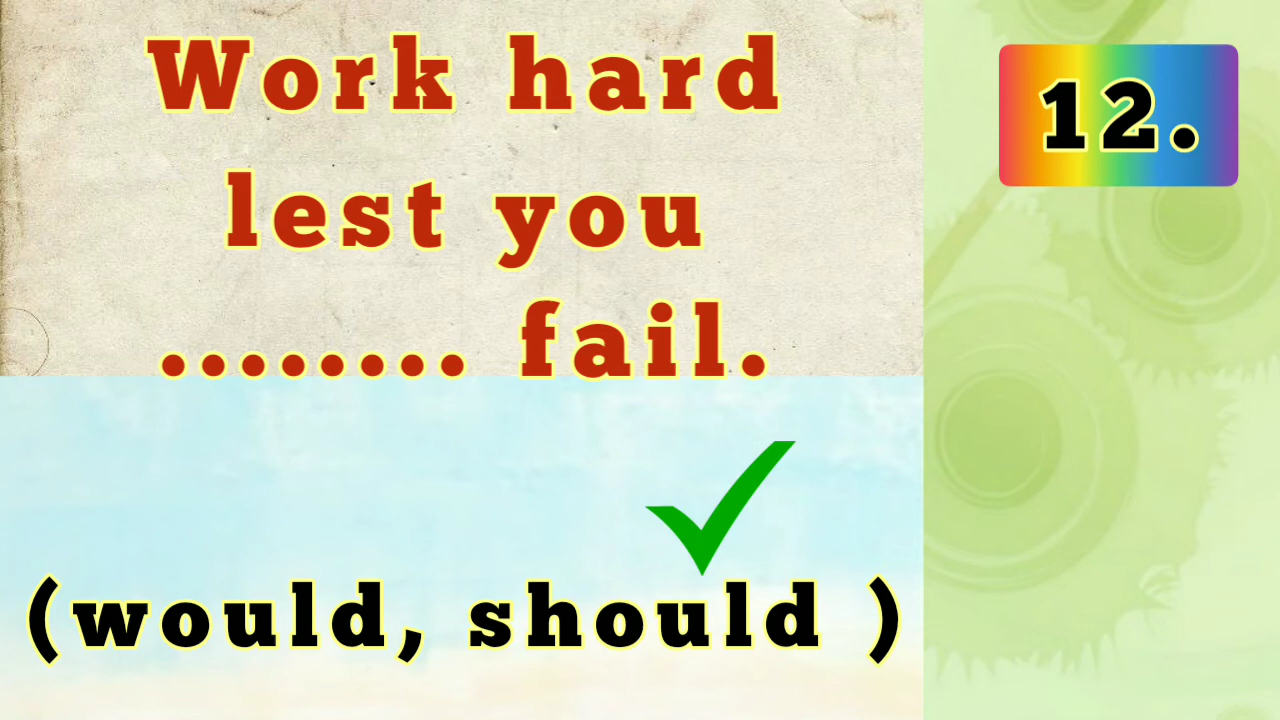 Work hard
lest you
........ fail.
12.
(would, should )